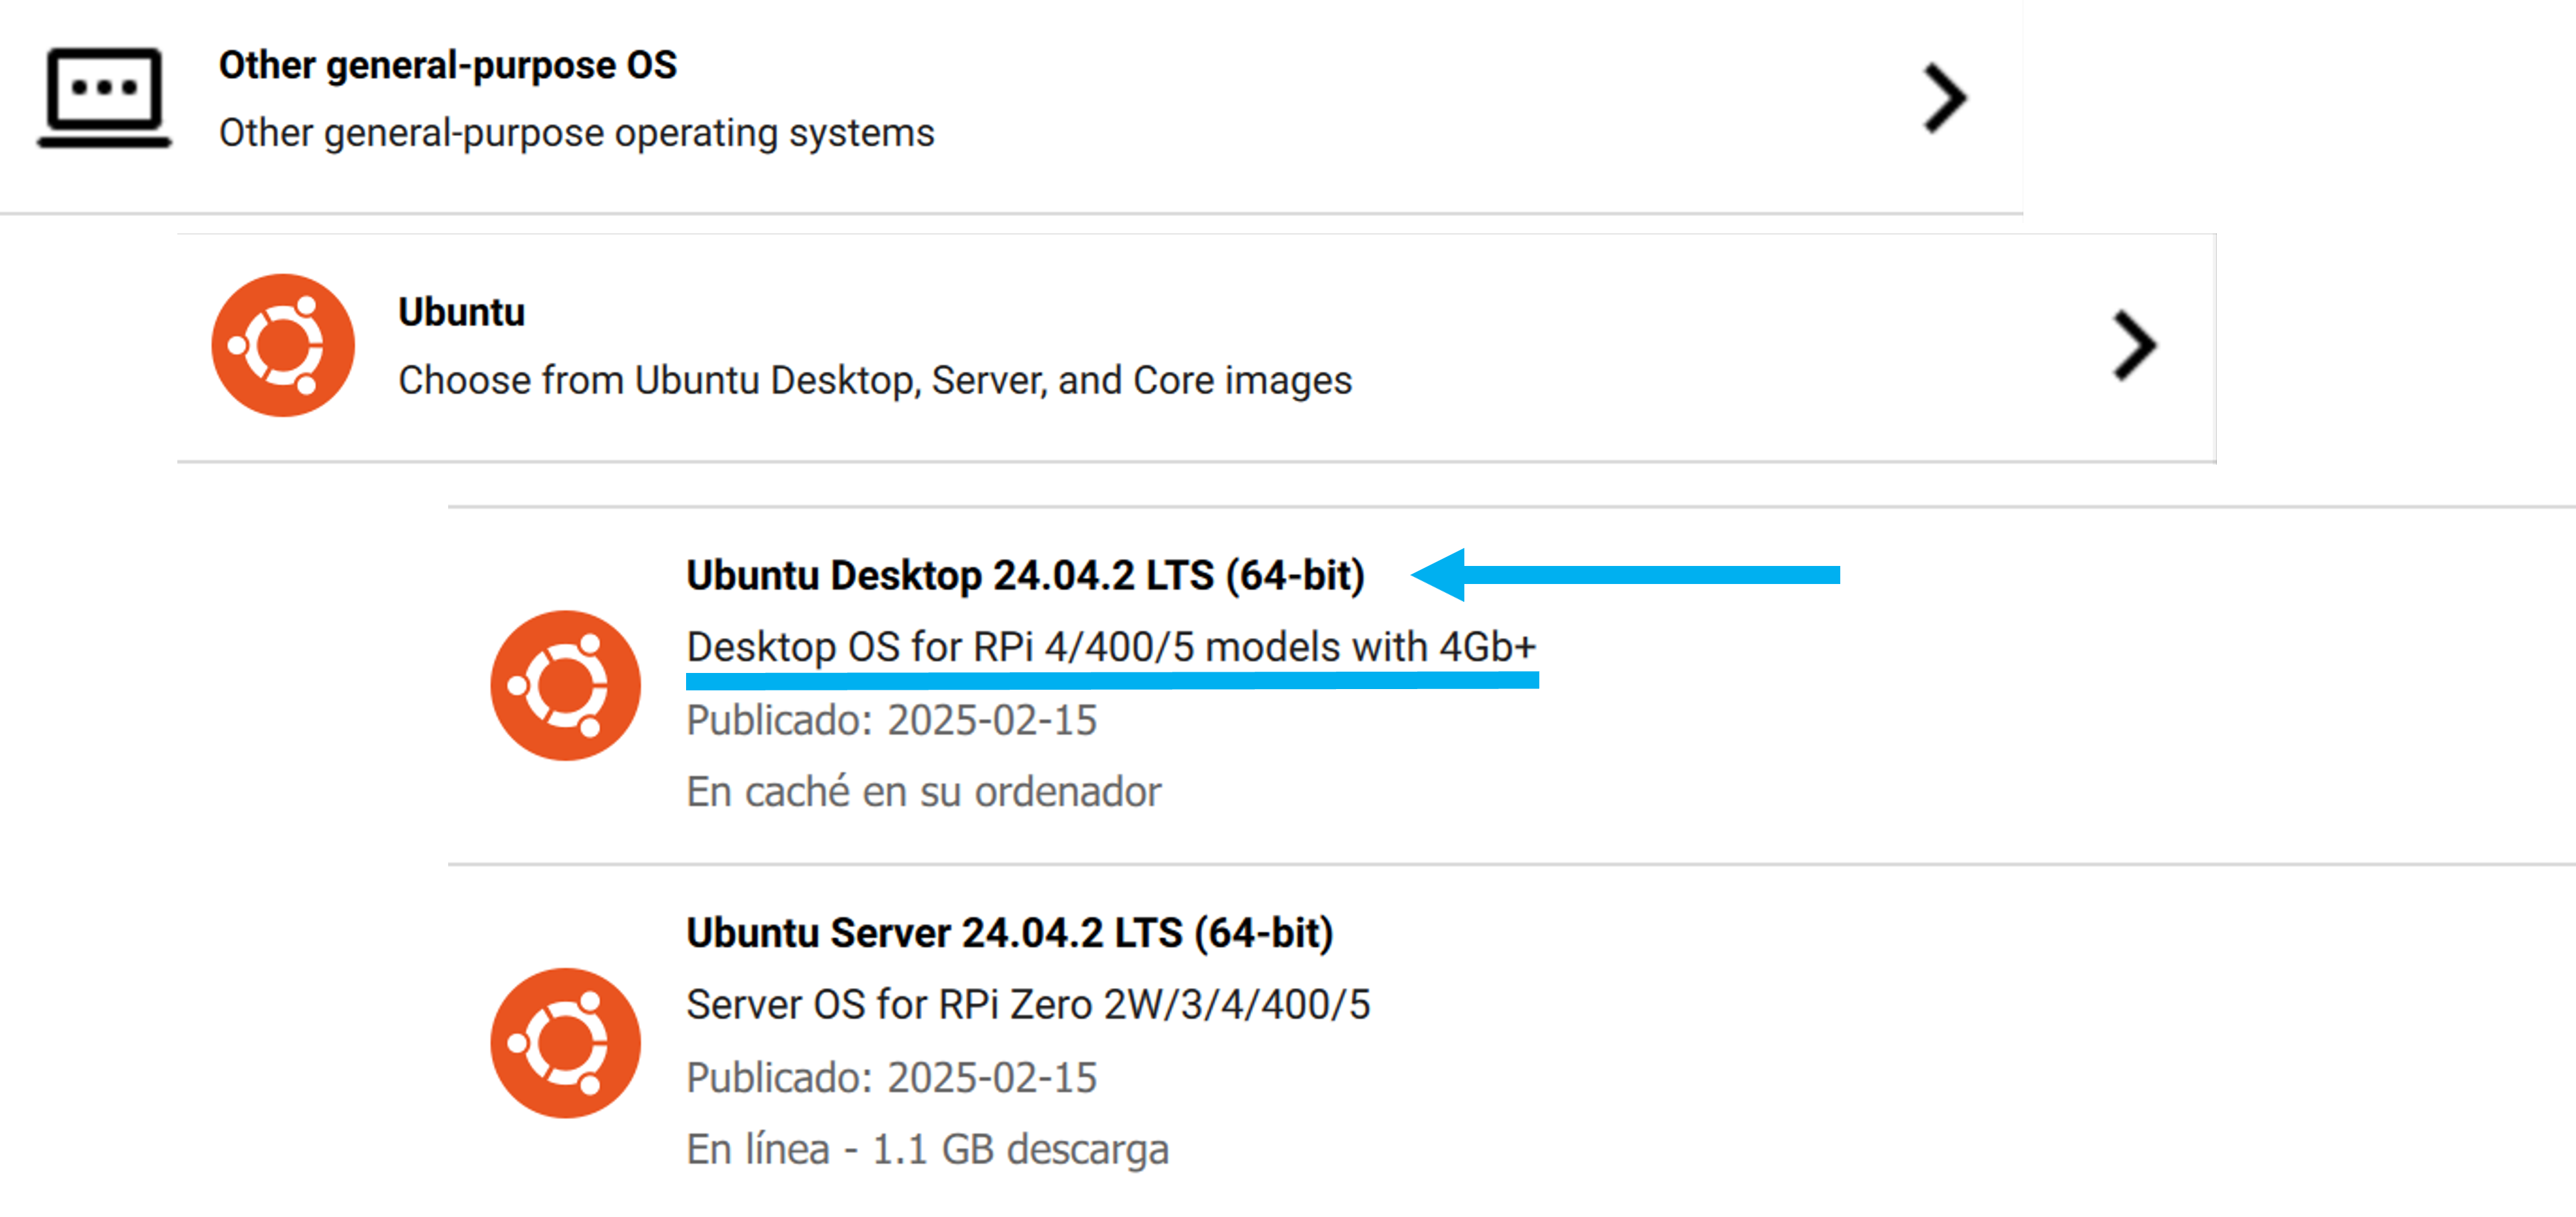 Other general-purpose OS
Other general-purpose operating systems
Ubuntu
Choose from Ubuntu Desktop, Server, and Core images
Ubuntu Desktop 24.04.2 LTS (64-bit)
Desktop OS for RPi 4/400/5 models with 4Gb+
Publicado: 2025-02-15
En caché en su ordenador
Ubuntu Server 24.04.2 LTS (64-bit)
Server OS for RPi Zero 2W/3/4/400/5
Publicado: 2025-02-15
En línea - 1.1 GB descarga